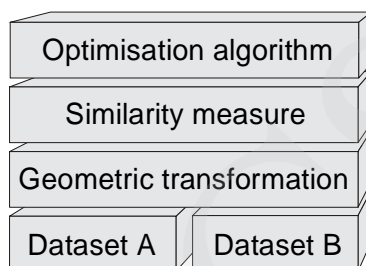 Optimisation algorithm
Similarity measure
Geometric transformation
Dataset A Dataset B